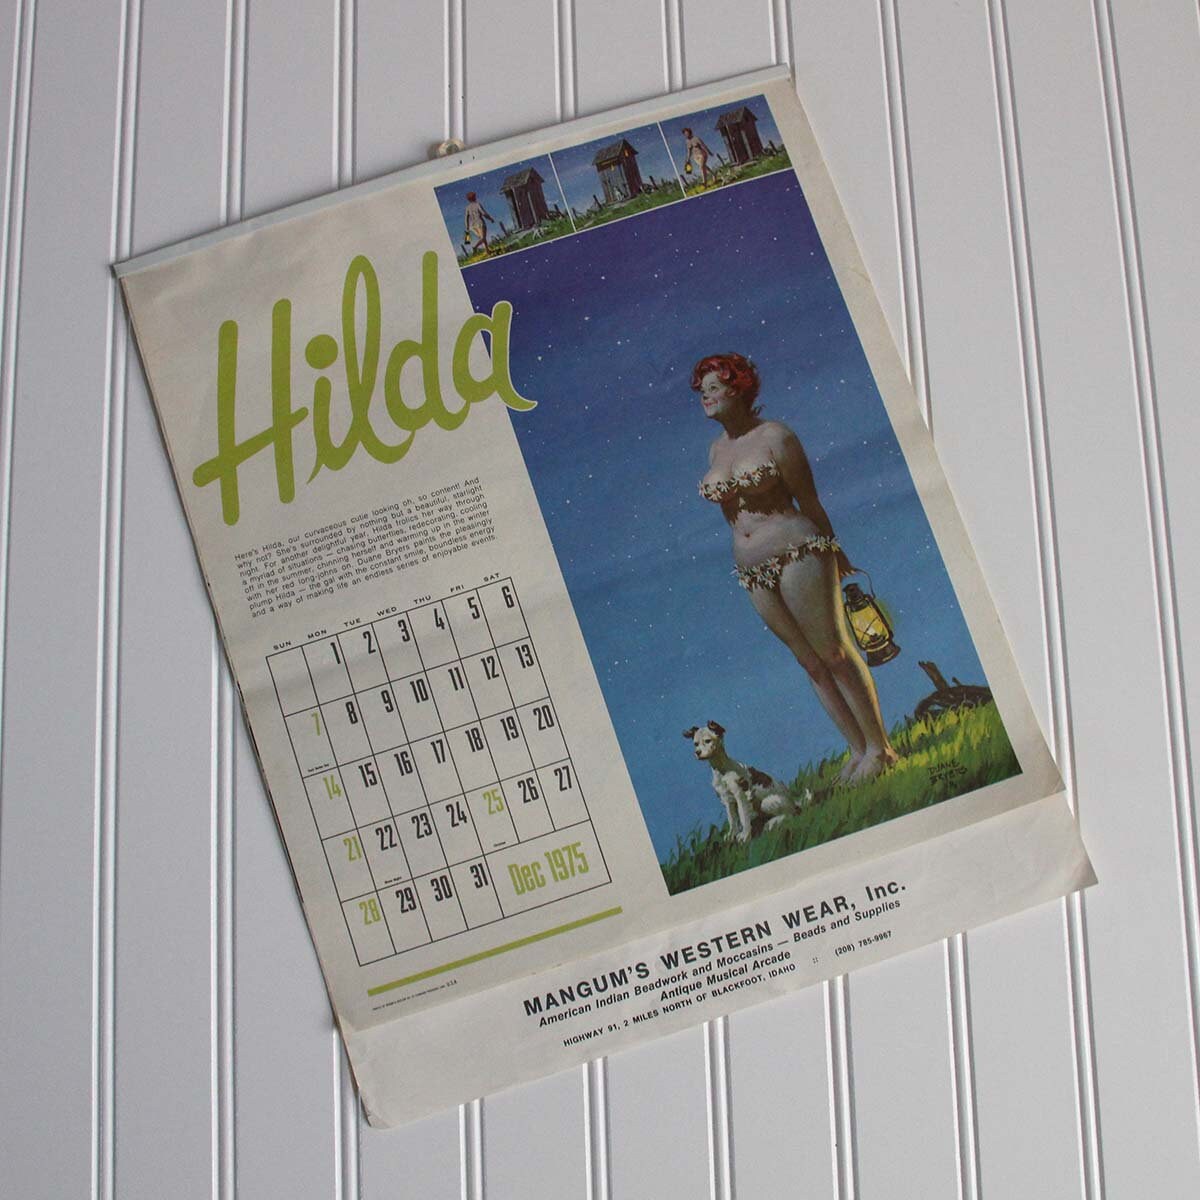 Hilda
Here's Hilda, our curvaceous cutie looking oh, so content! And
why not? She's surrounded by nothing but a beautiful, starlight
night. For another delightful year, Hilda frolics her way through
a myriad of situations — chasing butterflies, redecorating, cooling
off in the summer, chinning herself and warming up in the winter
with her red long-johns on. Duane Bryers paints the pleasingly
plump Hilda — the gal with the constant smile, boundless energy
and a way of making life an endless series of enjoyable events.
SUN MON TUE WED THU FRI SAT
1 2 3 4 5 6
7 8 9 10 11 12 13
14 15 16 17 18 19 20
21 22 23 24 25 26 27
28 29 30 31 Dec 1975
DUANE
BRYERS
MANGUM'S WESTERN WEAR, Inc.
American Indian Beadwork and Moccasins — Beads and Supplies
Antique Musical Arcade
HIGHWAY 91, 2 MILES NORTH OF BLACKFOOT, IDAHO :: (208) 785-9967